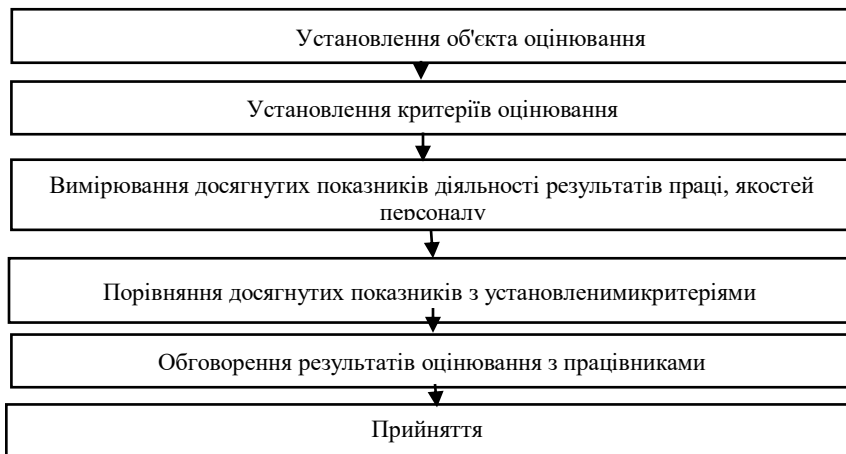 Установлення об'єкта оцінювання
Установлення критеріїв оцінювання
Вимірювання досягнутих показників діяльності результатів праці, якостей
персоналу
Порівняння досягнутих показників з установленимикритеріями
Обговорення результатів оцінювання з працівниками
Прийняття